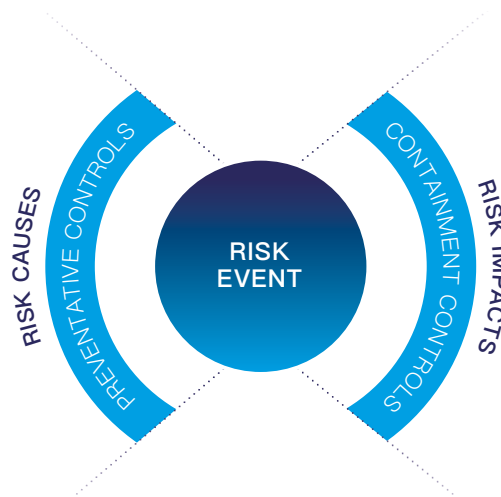 RISK CAUSES
PREVENTATIVE CONTROLS
RISK
EVENT
CONTAINMENT CONTROLS
RISK IMPACTS